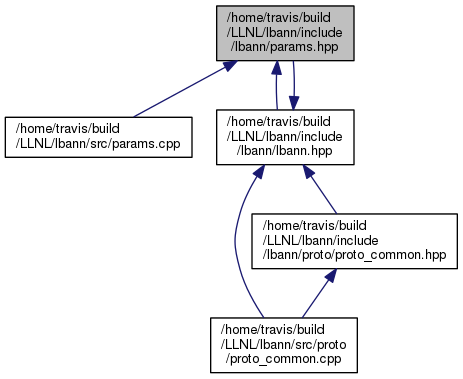 /home/travis/build
/LLNL/lbann/include
/lbann/params.hpp
/home/travis/build
/LLNL/lbann/src/params.cpp
/home/travis/build
/LLNL/lbann/include
/lbann/lbann.hpp
/home/travis/build
/LLNL/lbann/include
/lbann/proto/proto_common.hpp
/home/travis/build
/LLNL/lbann/src/proto
/proto_common.cpp